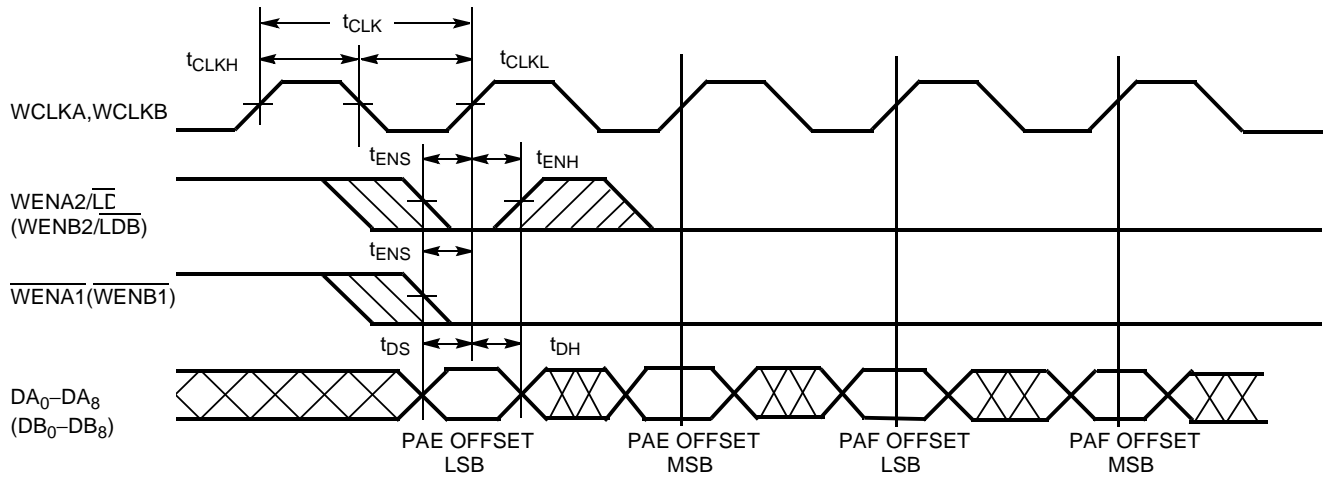 tCLK
tCLKH
tCLKL
WCLKA,WCLKB
tENS
tENH
WENA2/LD
(WENB2/LDB)
tENS
WENA1(WENB1)
tDS
tDH
DA0–DA8
(DB0–DB8)
PAE OFFSET
LSB
PAE OFFSET
MSB
PAF OFFSET
LSB
PAF OFFSET
MSB